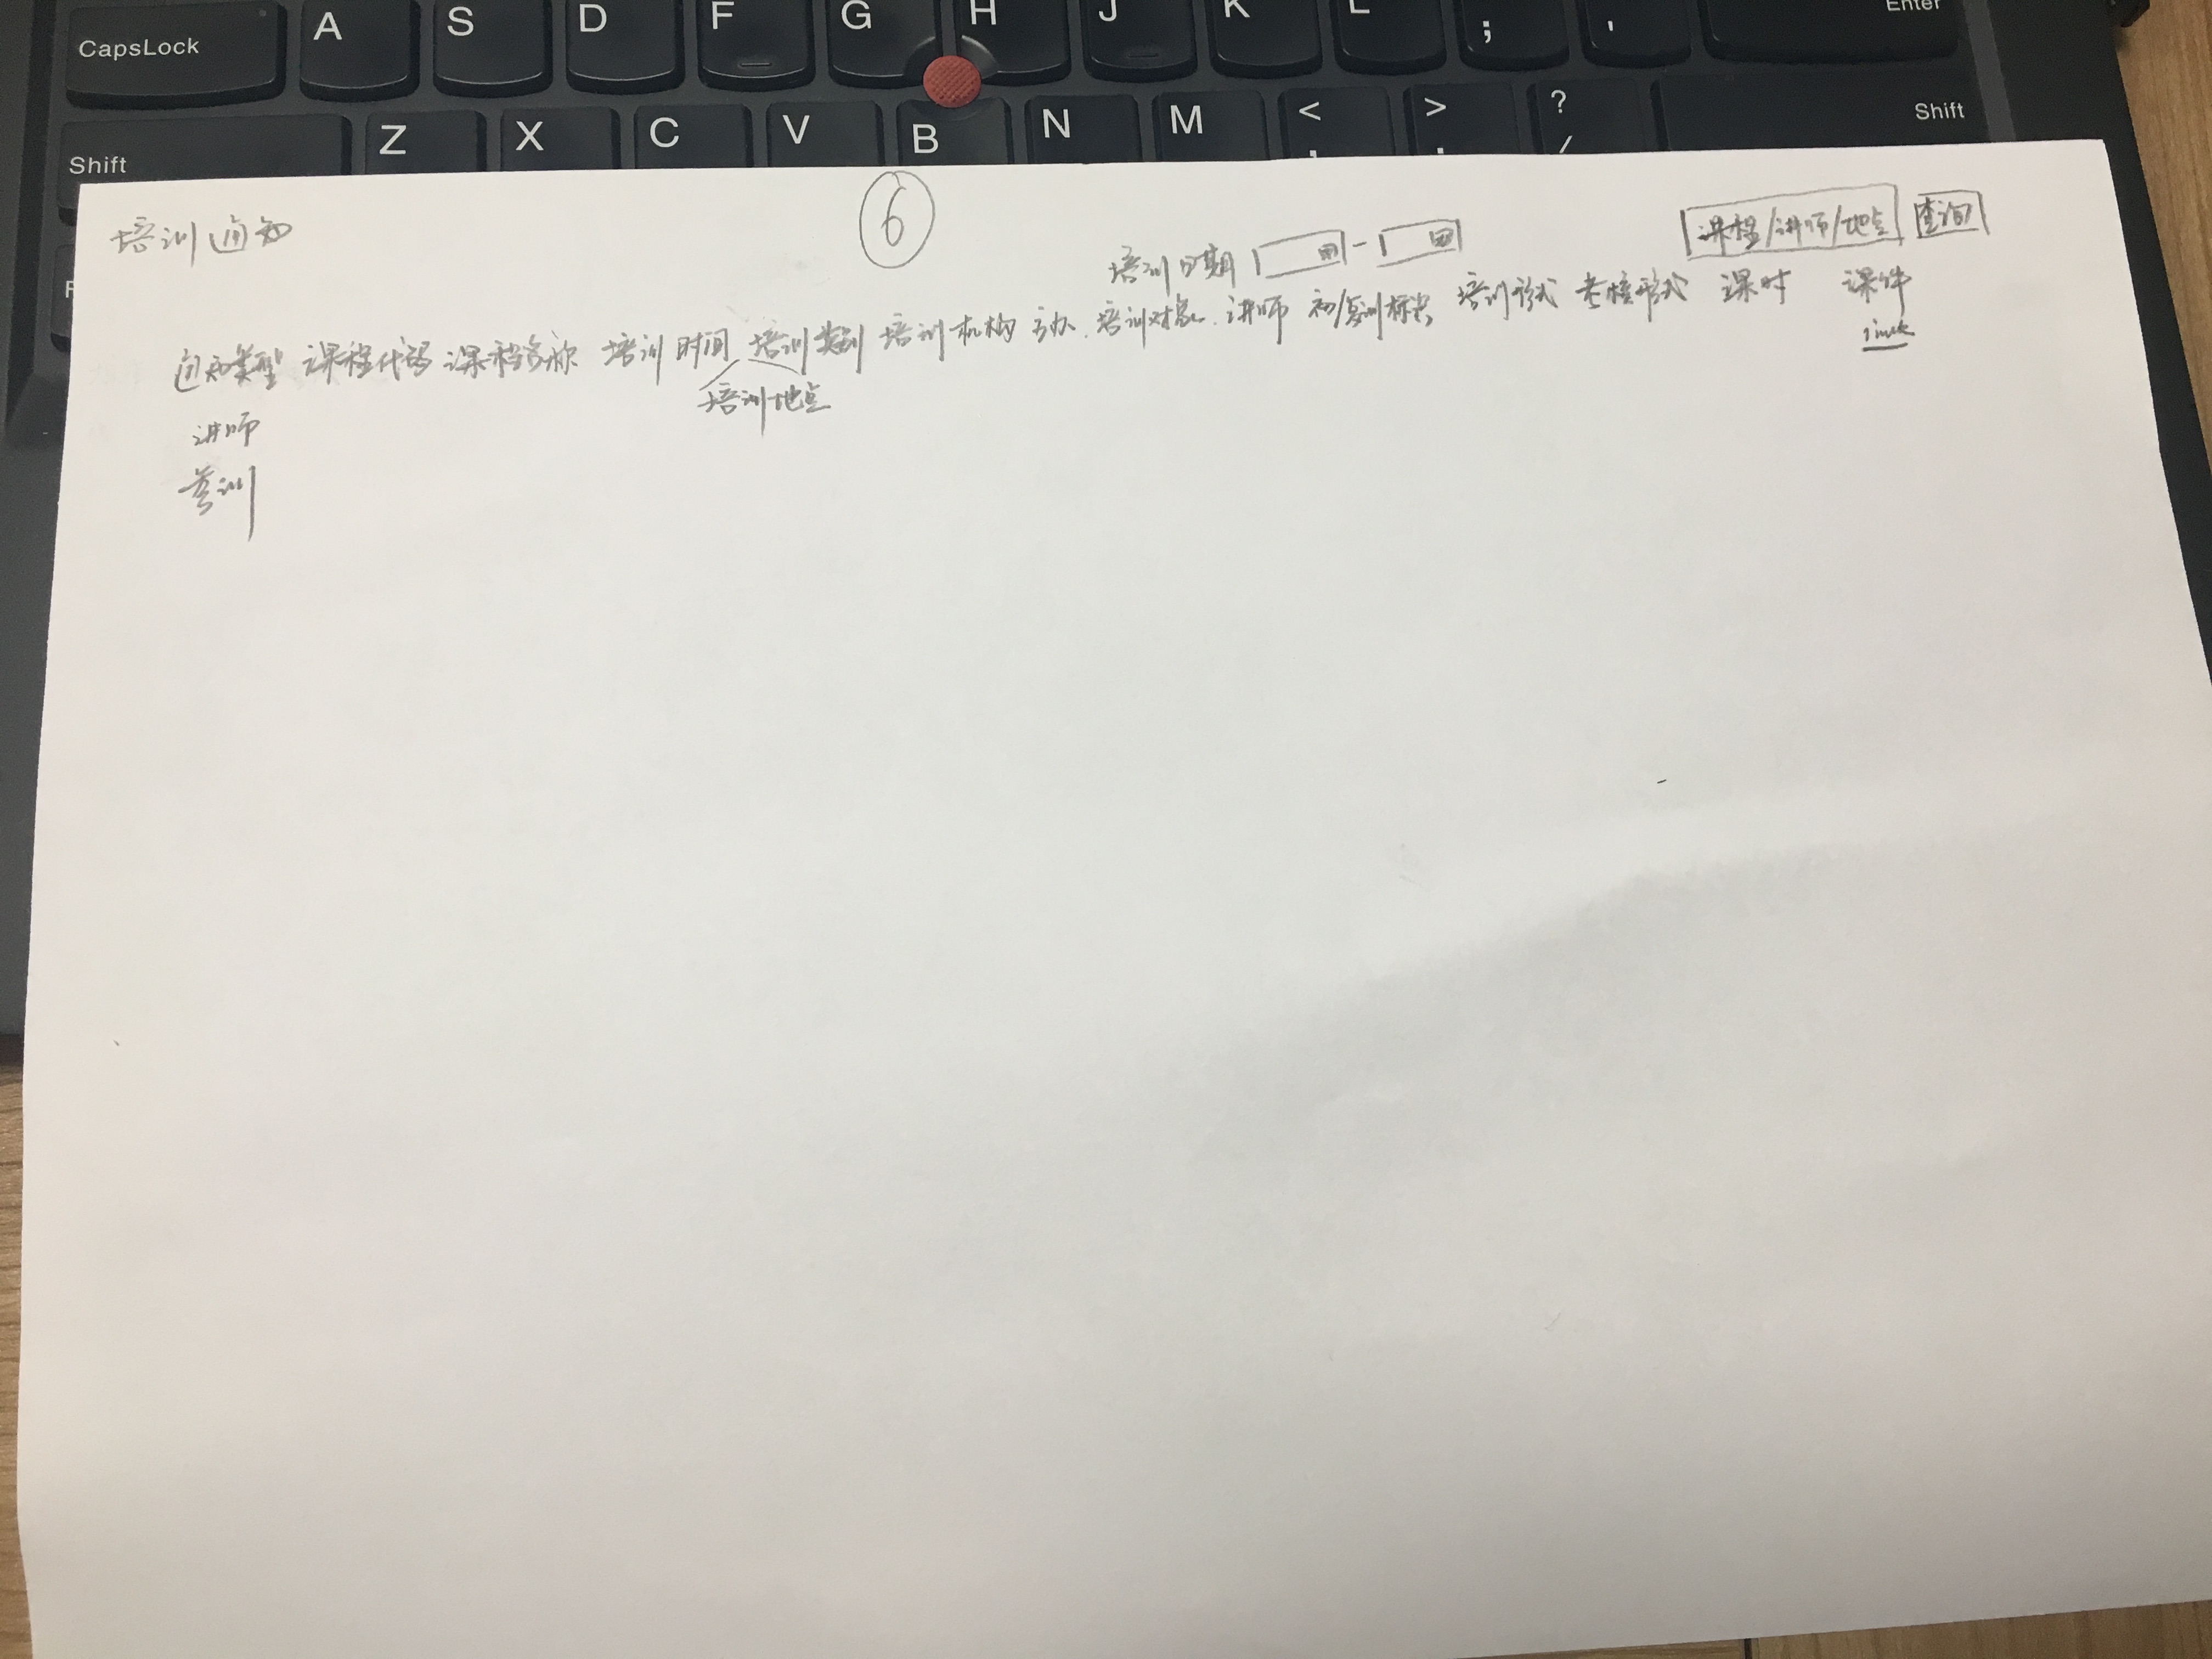 CapsLock A S D F G H J K L ; ' Enter
Shift Z X C V B N M < , > . ? / Shift
⑥
培训通知
培训日期 - 课程/讲师/地点 查询
通知类型 课程代码 课程名称 培训时间 培训类别 培训机构 主办 培训对象 讲师 初/复训标识 培训形式 考核形式 课时 课件
link
培训地点
讲师
参训